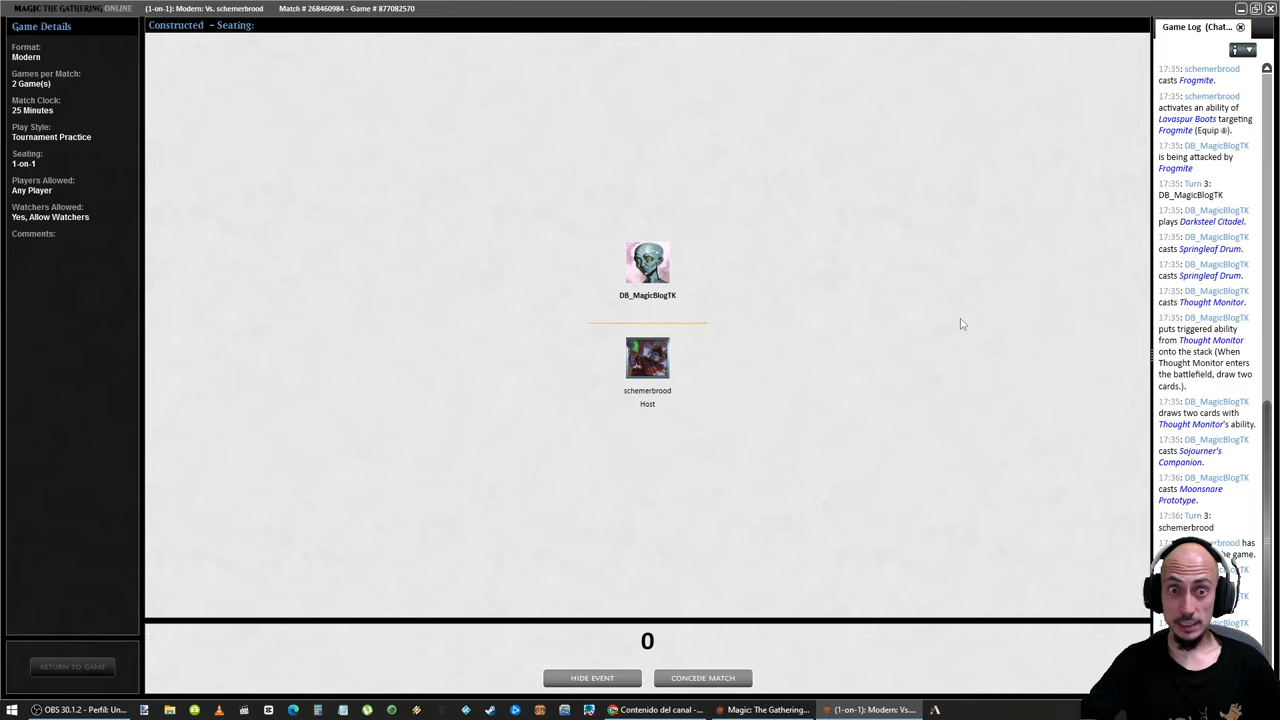 MAGIC THE GATHERING ONLINE
(1-on-1): Modern: Vs. schemerbrood
Match # 268460984 - Game # 877082570
Game Details
Format:
Modern
Games per Match:
2 Game(s)
Match Clock:
25 Minutes
Play Style:
Tournament Practice
Seating:
1-on-1
Players Allowed:
Any Player
Watchers Allowed:
Yes, Allow Watchers
Comments:
RETURN TO GAME
Constructed - Seating:
DB_MagicBlogTK
schemerbrood
Host
0
HIDE EVENT
CONCEDE MATCH
Game Log (Chat...
17:35: schemerbrood
casts Frogmite.
17:35: schemerbrood
activates an ability of
Lavaspur Boots targeting
Frogmite (Equip
17:35: DB_MagicBlogTK
is being attacked by
Frogmite
17:35: Turn 3:
DB_MagicBlogTK
17:35: DB_MagicBlogTK
plays Darksteel Citadel.
17:35: DB_MagicBlogTK
casts Springleaf Drum.
17:35: DB_MagicBlogTK
casts Springleaf Drum.
17:35: DB_MagicBlogTK
casts Thought Monitor.
17:35: DB_MagicBlogTK
puts triggered ability
from Thought Monitor
onto the stack (When
Thought Monitor enters
the battlefield, draw two
cards.).
17:35: DB_MagicBlogTK
draws two cards with
Thought Monitor's ability.
17:35: DB_MagicBlogTK
casts Sojourner's
Companion.
17:36: DB_MagicBlogTK
casts Moonsnare
Prototype.
17:36: Turn 3:
schemerbrood
has
game.
OBS 30.1.2 - Perfil: Un...
Contenido del canal -...
Magic: The Gathering...
(1-on-1): Modern: Vs....